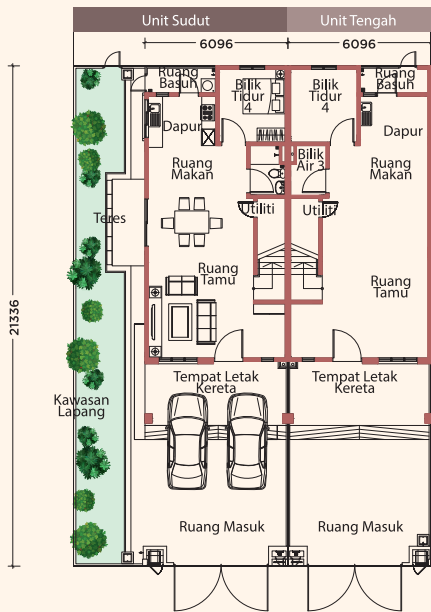 Unit Sudut
Unit Tengah
6096
6096
21336
Ruang
Basuh
Bilik
Tidur
4
Bilik
Tidur
4
Ruang
Basuh
Dapur
Dapur
Ruang
Makan
Bilik
Air 3
Ruang
Makan
Teres
Utiliti
Utiliti
Ruang
Tamu
Ruang
Tamu
Tempat Letak
Kereta
Tempat Letak
Kereta
Kawasan
Lapang
Ruang Masuk
Ruang Masuk